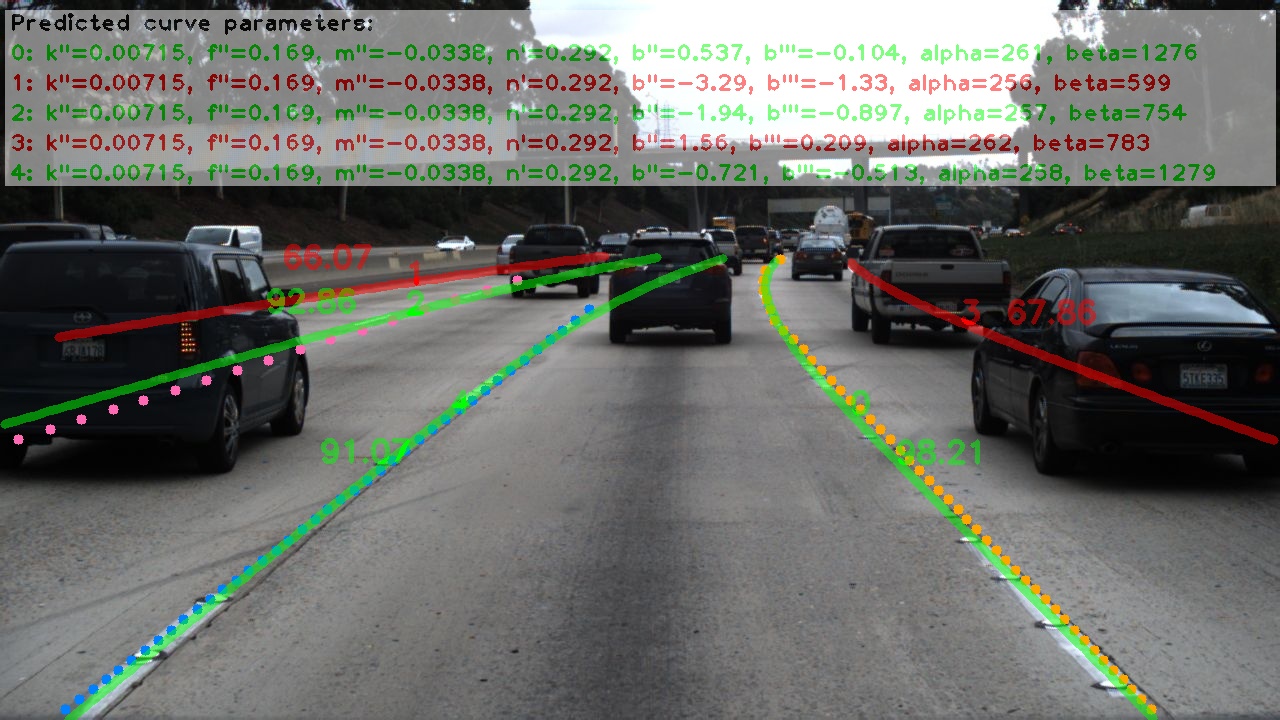 Predicted curve parameters:
0: k''=0.00715, f''=0.169, m''=−0.0338, n'=0.292, b''=0.537, b'''=−0.104, alpha=261, beta=1276
1: k''=0.00715, f''=0.169, m''=−0.0338, n'=0.292, b''=−3.29, b'''=−1.33, alpha=256, beta=599
2: k''=0.00715, f''=0.169, m''=−0.0338, n'=0.292, b''=−1.94, b'''=−0.897, alpha=257, beta=754
3: k''=0.00715, f''=0.169, m''=−0.0338, n'=0.292, b''=1.56, b'''=0.209, alpha=262, beta=783
4: k''=0.00715, f''=0.169, m''=−0.0338, n'=0.292, b''=−0.721, b'''=−0.513, alpha=258, beta=1279
66.07
1
92.86
2
3 67.86
0
91.07
4
98.21
LEXUS
5TKE335